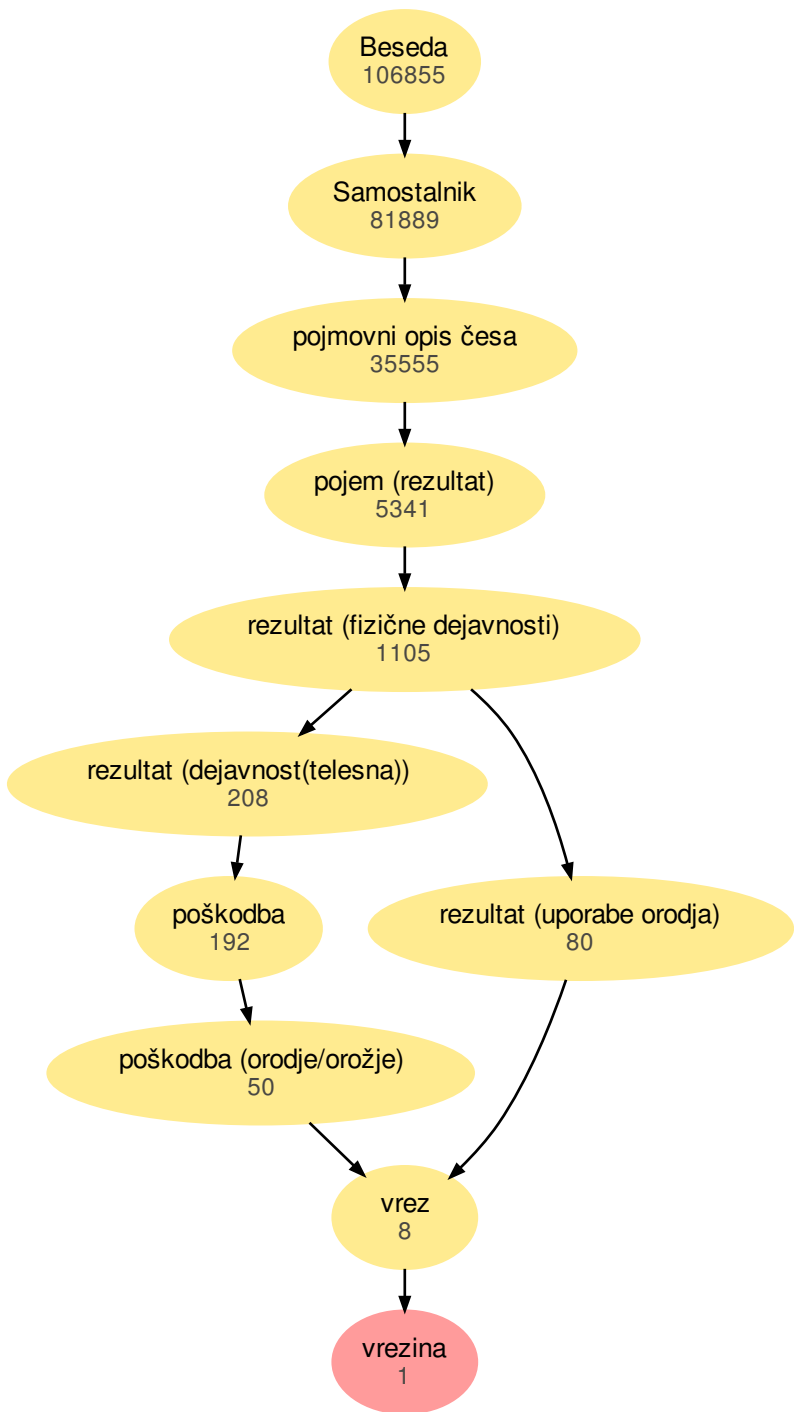 Beseda
106855
Samostalnik
81889
pojmovni opis česa
35555
pojem (rezultat)
5341
rezultat (fizične dejavnosti)
1105
rezultat (dejavnost(telesna))
208
poškodba
192
rezultat (uporabe orodja)
80
poškodba (orodje/orožje)
50
vrez
8
vrezina
1